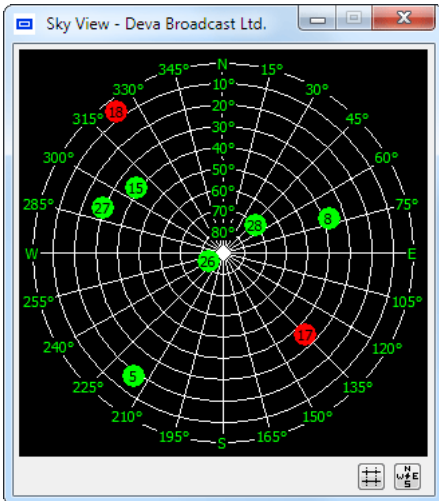 Sky View - Deva Broadcast Ltd.
N
345° 15°
330° 10° 30°
18 20°
315° 30° 45°
40°
300° 50° 60°
60°
15 70°
285° 27 28 8 75°
80°
W 26 E
255° 105°
17
240° 120°
225° 5 135°
210° 150°
195° 165°
S
N
W E
S